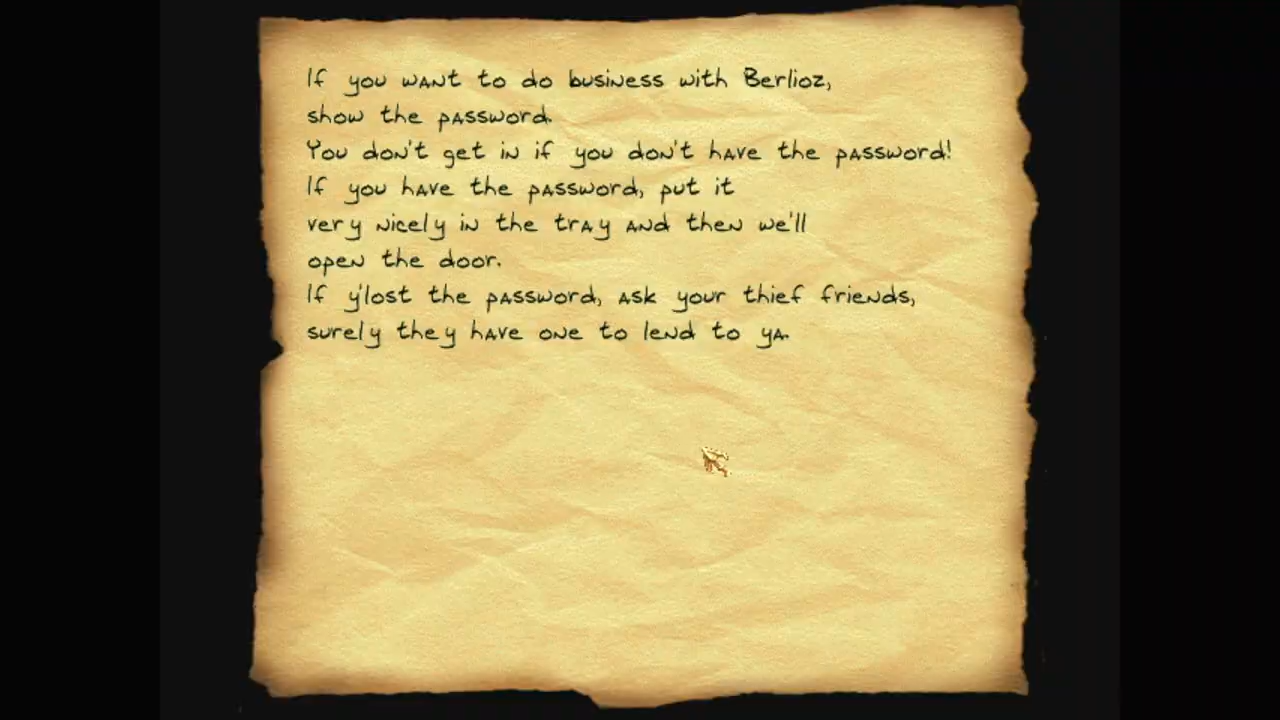 If you want to do business with Berlioz,
show the password.
You don't get in if you don't have the password!
If you have the password, put it
very nicely in the tray and then we'll
open the door.
If y'lost the password, ask your thief friends,
surely they have one to lend to ya.